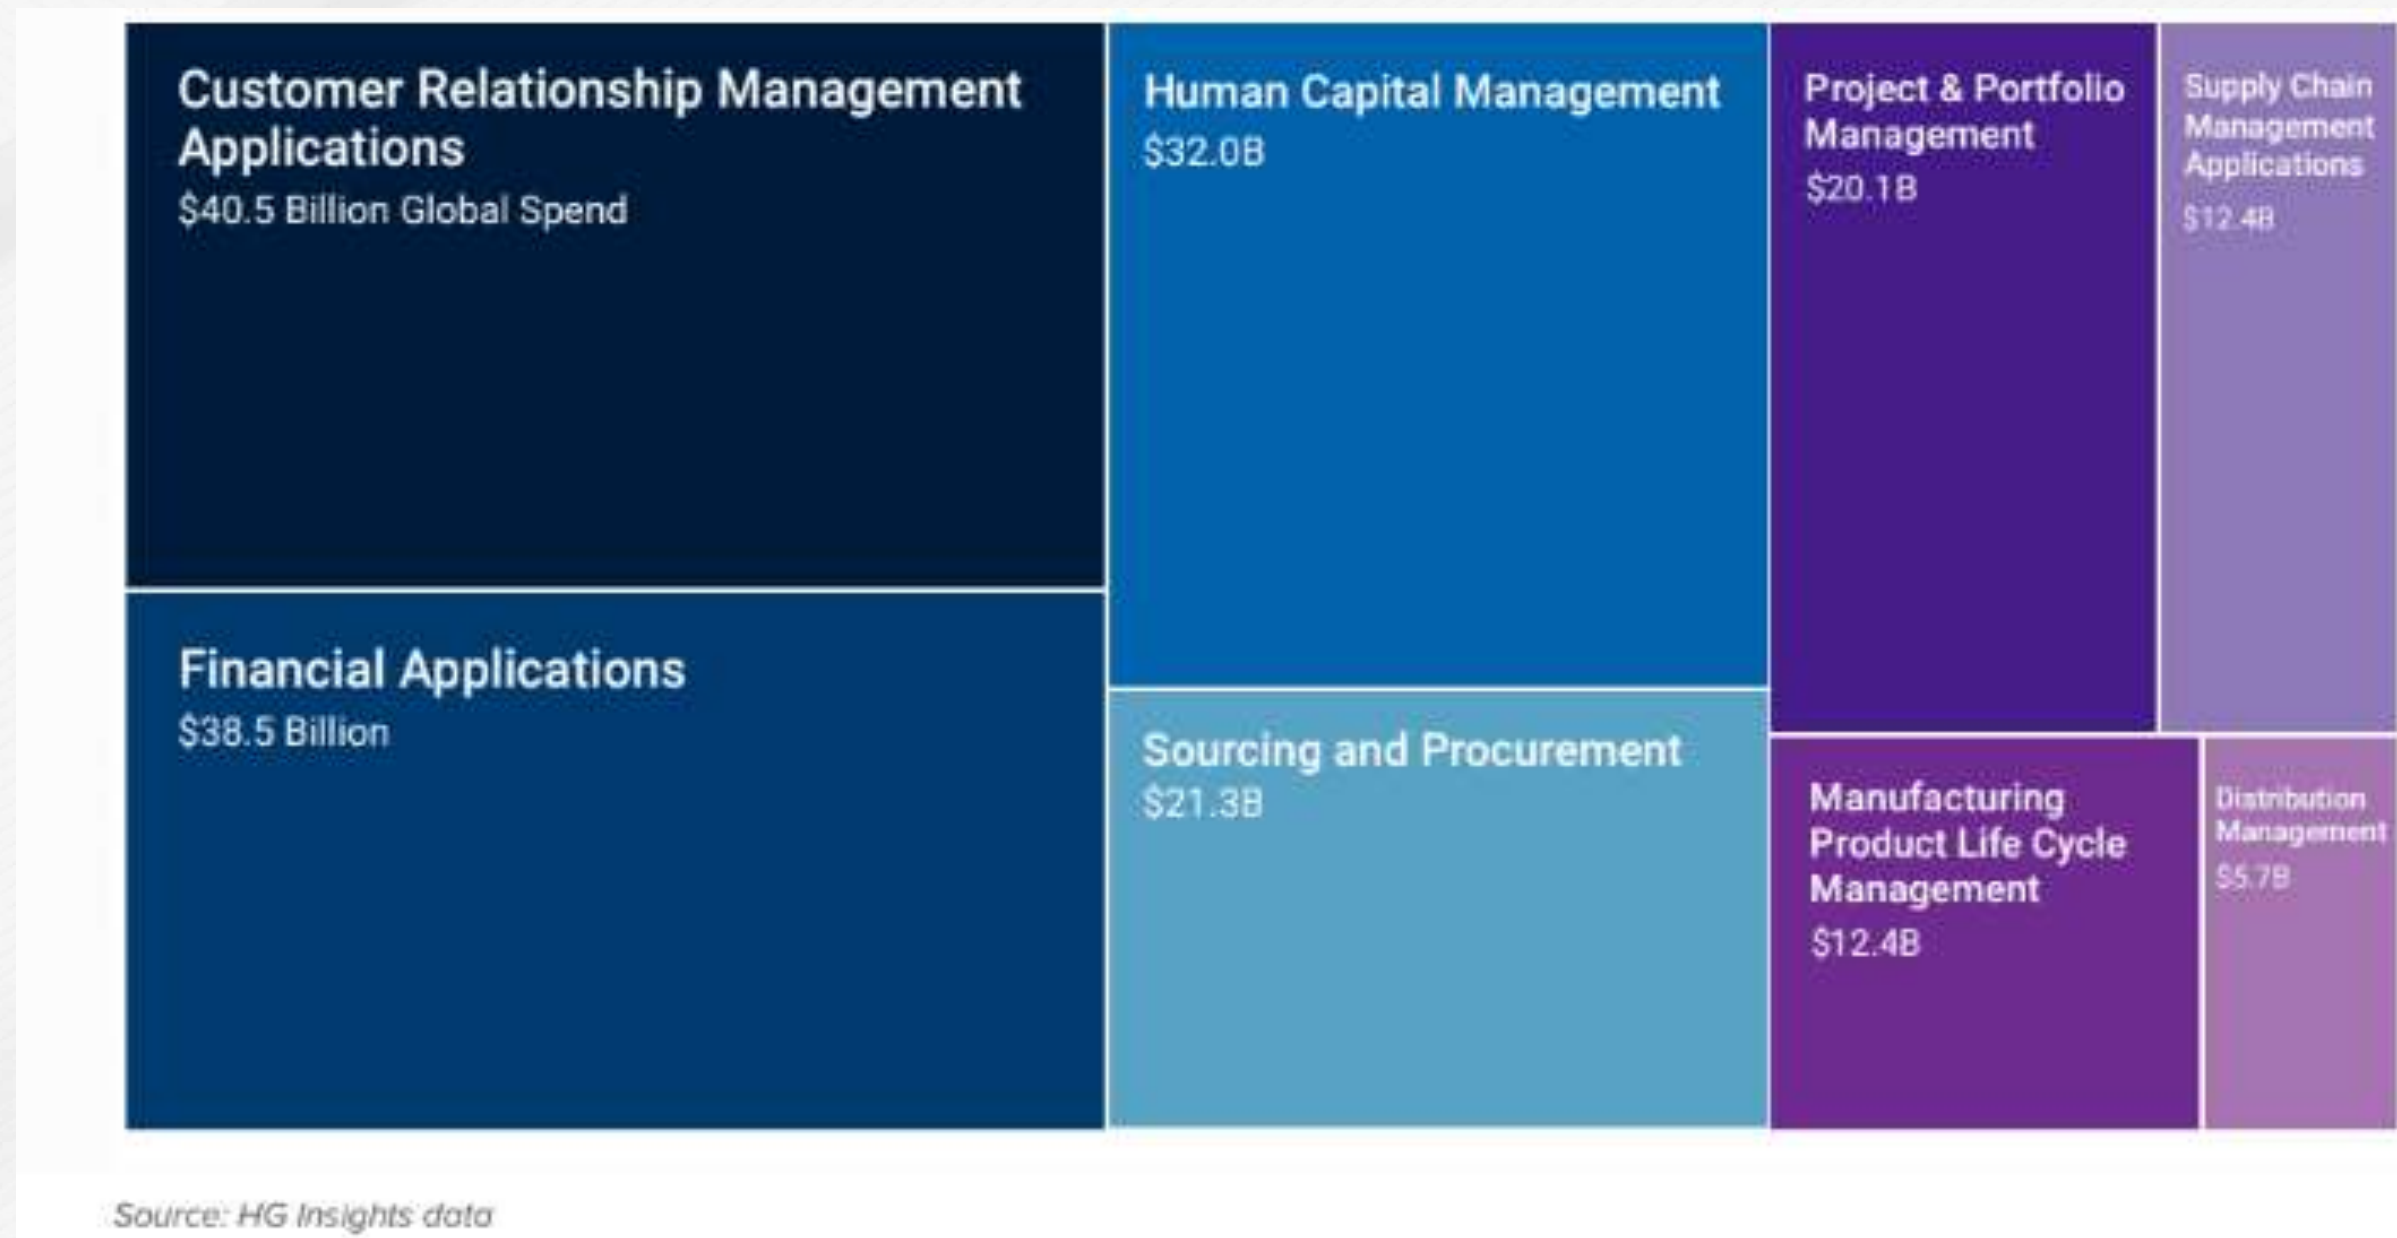 Customer Relationship Management
Applications
$40.5 Billion Global Spend
Human Capital Management
$32.0B
Project & Portfolio
Management
$20.1B
Supply Chain
Management
Applications
$12.4B
Financial Applications
$38.5 Billion
Sourcing and Procurement
$21.3B
Manufacturing
Product Life Cycle
Management
$12.4B
Distribution
Management
$5.7B
Source: HG Insights data